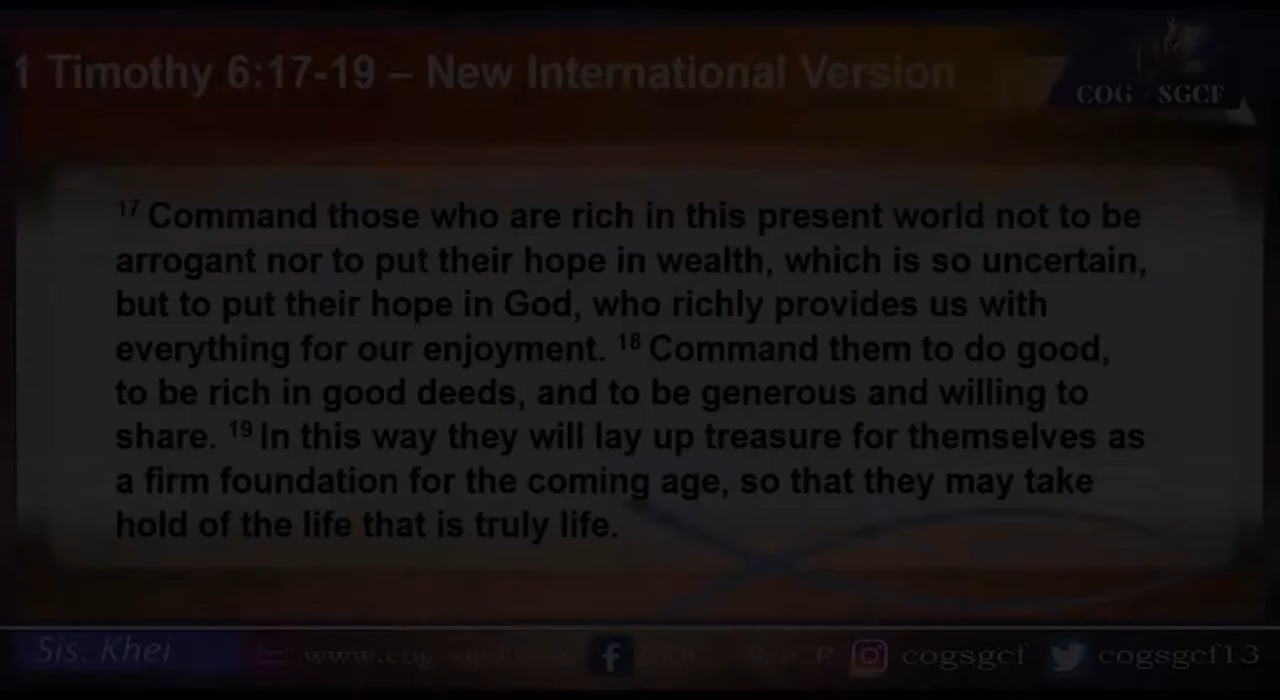 1 Timothy 6:17-19 – New International Version
COG - SGCF
17 Command those who are rich in this present world not to be
arrogant nor to put their hope in wealth, which is so uncertain,
but to put their hope in God, who richly provides us with
everything for our enjoyment. 18 Command them to do good,
to be rich in good deeds, and to be generous and willing to
share. 19 In this way they will lay up treasure for themselves as
a firm foundation for the coming age, so that they may take
hold of the life that is truly life.
Sis. Khei
cogsgcf
cogsgcf13